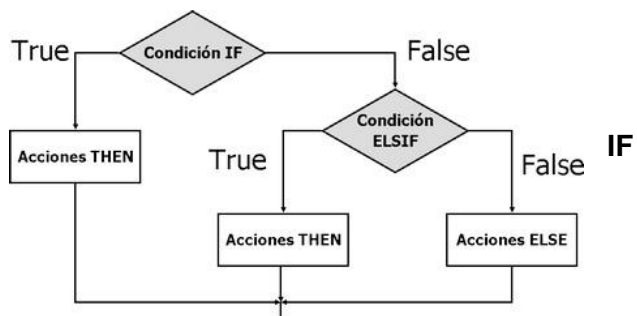 True
Condición IF
False
Condición
ELSIF
IF
Acciones THEN
True
False
Acciones THEN
Acciones ELSE